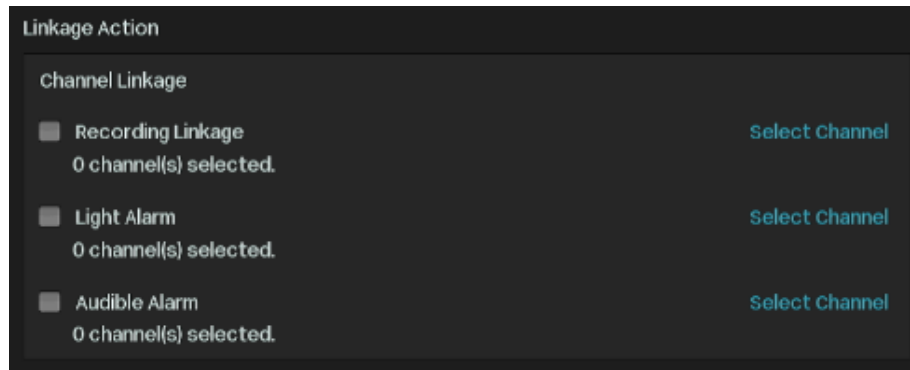 Linkage Action
Channel Linkage
Recording Linkage Select Channel
0 channel(s) selected.
Light Alarm Select Channel
0 channel(s) selected.
Audible Alarm Select Channel
0 channel(s) selected.